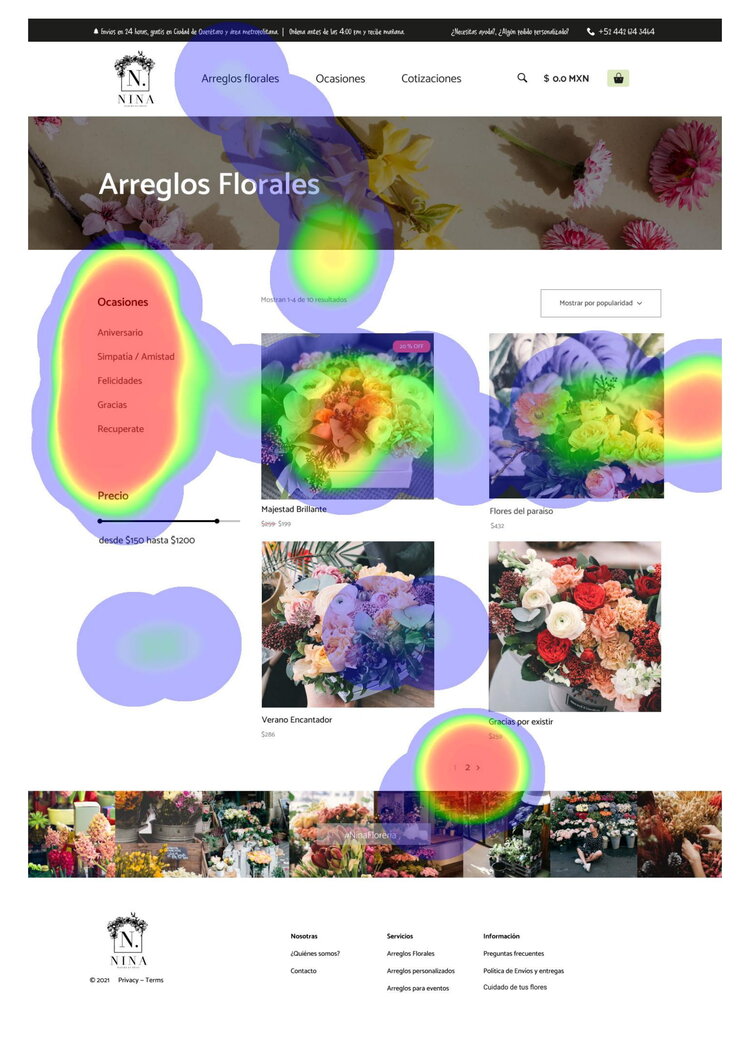 Envios en 24 horas, gratis en Ciudad de Querétaro y área metropolitana. | Ordena antes de las 4:00 pm y recibe mañana.
¿Necesitas ayuda?, ¿Algún pedido personalizado?
+52 442 614 3464
N.
NINA
Arreglos florales
Ocasiones
Cotizaciones
$ 0.0 MXN
Arreglos Florales
Ocasiones
Aniversario
Simpatía / Amistad
Felicidades
Gracias
Recuperate
Precio
desde $150 hasta $1200
Mostran 1-4 de 10 resultados
Mostrar por popularidad
20 % OFF
Majestad Brillante
$259 $199
Flores del paraiso
$432
Verano Encantador
$286
Gracias por existir
$259
1 2 >
#NinaFloreria
N.
NINA
© 2021 Privacy — Terms
Nosotras
¿Quiénes somos?
Contacto
Servicios
Arreglos Florales
Arreglos personalizados
Arreglos para eventos
Información
Preguntas frecuentes
Política de Envíos y entregas
Cuidado de tus flores